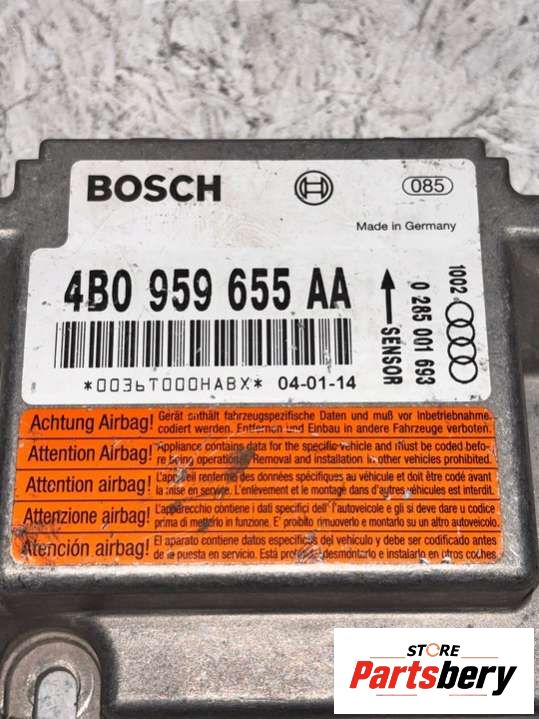 BOSCH
085
Made in Germany
4B0 959 655 AA
*0036T000HABX* 04-01-14
SENSOR
0 285 001 693
1002
Achtung Airbag! Gerät enthält fahrzeugspezifische Daten und muß vor Inbetriebnahme
codiert werden. Entfernen und Einbau in andere Fahrzeuge verboten.
Attention Airbag! Appliance contains data for the specific vehicle and must be coded befo-
re being operation. Removal and installation in other vehicles prohibited.
Attention airbag! L'appareil renferme des données spécifiques au véhicule et doit être codé avant
la mise en service. L'enlèvement et le montage dans d'autres véhicules est interdit.
Attenzione airbag! L'apparecchio contiene i dati specifici dell' l'autoveicolo e gli si deve dare u codice
prima di metterlo in funzione. E' probito rimuoverlo e montarlo su un altro autoveicolo.
Atención airbag! El aparato contiene datos específicos del vehículo y debe ser codificado antes
de la puesta en servicio. Está prohibido desmontarlo e instalarlo en otros coches
STORE
Partsbery